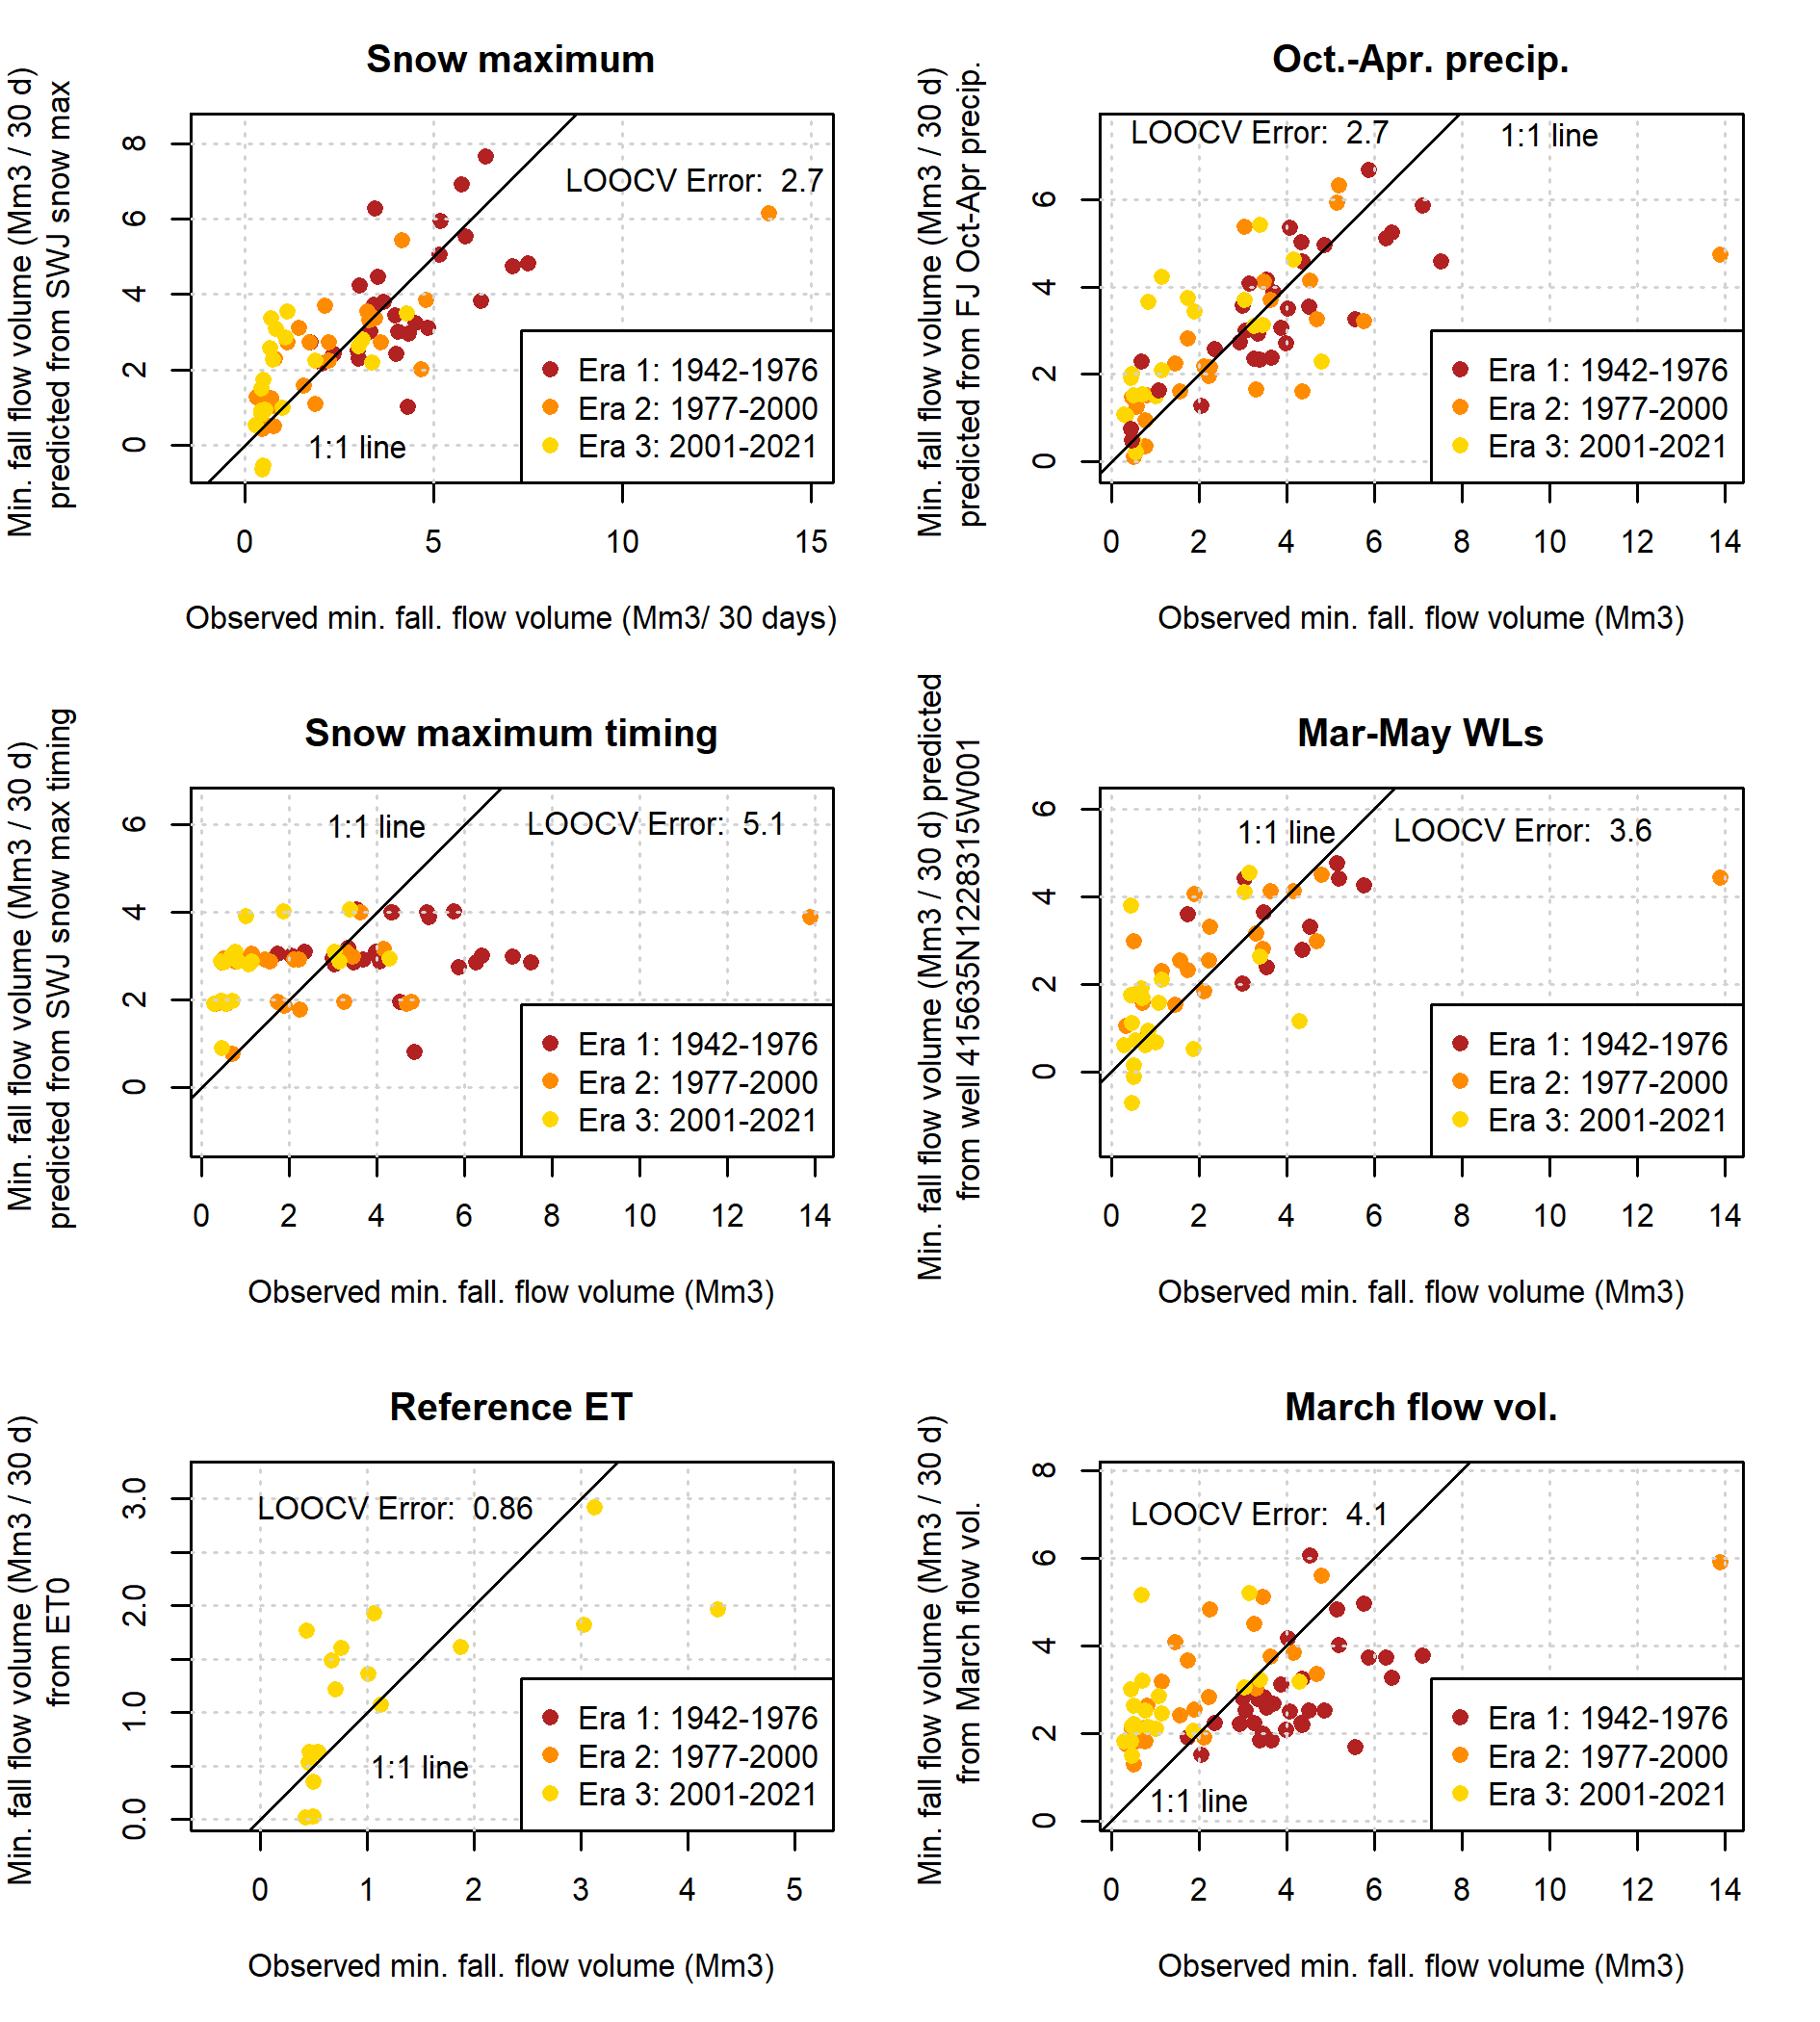 Snow maximum
Min. fall flow volume (Mm3 / 30 d)
predicted from SWJ snow max
8
6
4
2
0
LOOCV Error: 2.7
1:1 line
Era 1: 1942-1976
Era 2: 1977-2000
Era 3: 2001-2021
0 5 10 15
Observed min. fall. flow volume (Mm3/ 30 days)
Oct.-Apr. precip.
Min. fall flow volume (Mm3 / 30 d)
predicted from FJ Oct-Apr precip.
6
4
2
0
LOOCV Error: 2.7
1:1 line
Era 1: 1942-1976
Era 2: 1977-2000
Era 3: 2001-2021
0 2 4 6 8 10 12 14
Observed min. fall. flow volume (Mm3)
Snow maximum timing
Min. fall flow volume (Mm3 / 30 d)
predicted from SWJ snow max timing
6
4
2
0
1:1 line
LOOCV Error: 5.1
Era 1: 1942-1976
Era 2: 1977-2000
Era 3: 2001-2021
0 2 4 6 8 10 12 14
Observed min. fall. flow volume (Mm3)
Mar-May WLs
Min. fall flow volume (Mm3 / 30 d) predicted
from well 415635N1228315W001
6
4
2
0
1:1 line
LOOCV Error: 3.6
Era 1: 1942-1976
Era 2: 1977-2000
Era 3: 2001-2021
0 2 4 6 8 10 12 14
Observed min. fall. flow volume (Mm3)
Reference ET
Min. fall flow volume (Mm3 / 30 d)
from ET0
3.0
2.0
1.0
0.0
LOOCV Error: 0.86
1:1 line
Era 1: 1942-1976
Era 2: 1977-2000
Era 3: 2001-2021
0 1 2 3 4 5
Observed min. fall. flow volume (Mm3)
March flow vol.
Min. fall flow volume (Mm3 / 30 d)
from March flow vol.
8
6
4
2
0
LOOCV Error: 4.1
1:1 line
Era 1: 1942-1976
Era 2: 1977-2000
Era 3: 2001-2021
0 2 4 6 8 10 12 14
Observed min. fall. flow volume (Mm3)